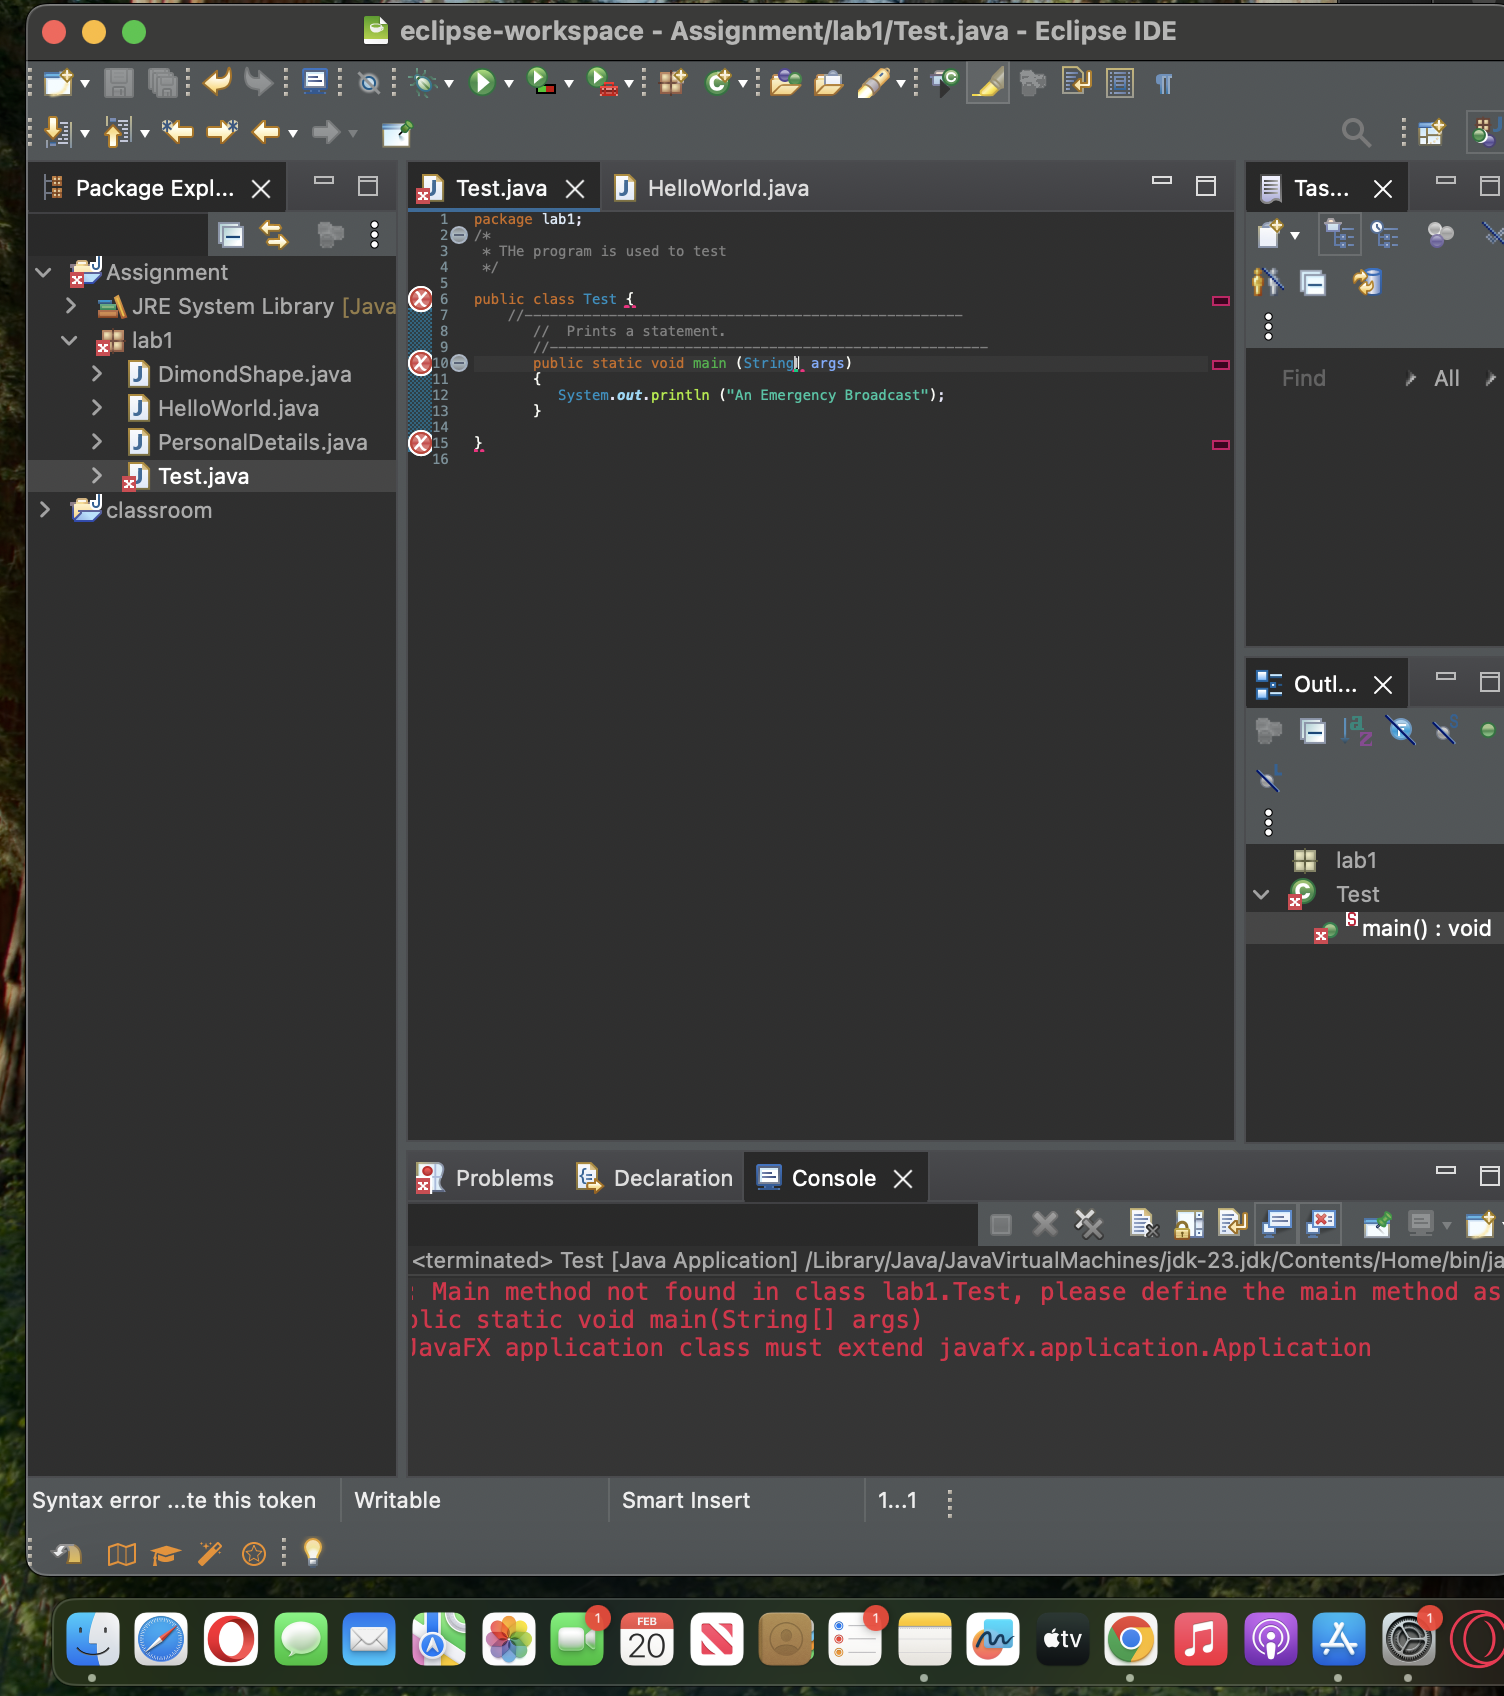 eclipse-workspace - Assignment/lab1/Test.java - Eclipse IDE
Package Expl...
Test.java
HelloWorld.java
Tas...
Assignment
JRE System Library [Java
lab1
DimondShape.java
HelloWorld.java
PersonalDetails.java
Test.java
classroom
1 package lab1;
2 /*
3 * THe program is used to test
4 */
5
6 public class Test {
7 //----------------------------------------------------
8 // Prints a statement.
9 //----------------------------------------------------
10 public static void main (String] args)
11 {
12 System.out.println ("An Emergency Broadcast");
13 }
14
15 }
16
Find
All
Outl...
lab1
Test
main() : void
Problems
Declaration
Console
<terminated> Test [Java Application] /Library/Java/JavaVirtualMachines/jdk-23.jdk/Contents/Home/bin/ja
: Main method not found in class lab1.Test, please define the main method as
blic static void main(String[] args)
JavaFX application class must extend javafx.application.Application
Syntax error ...te this token
Writable
Smart Insert
1...1
1
FEB
20
1
tv
1